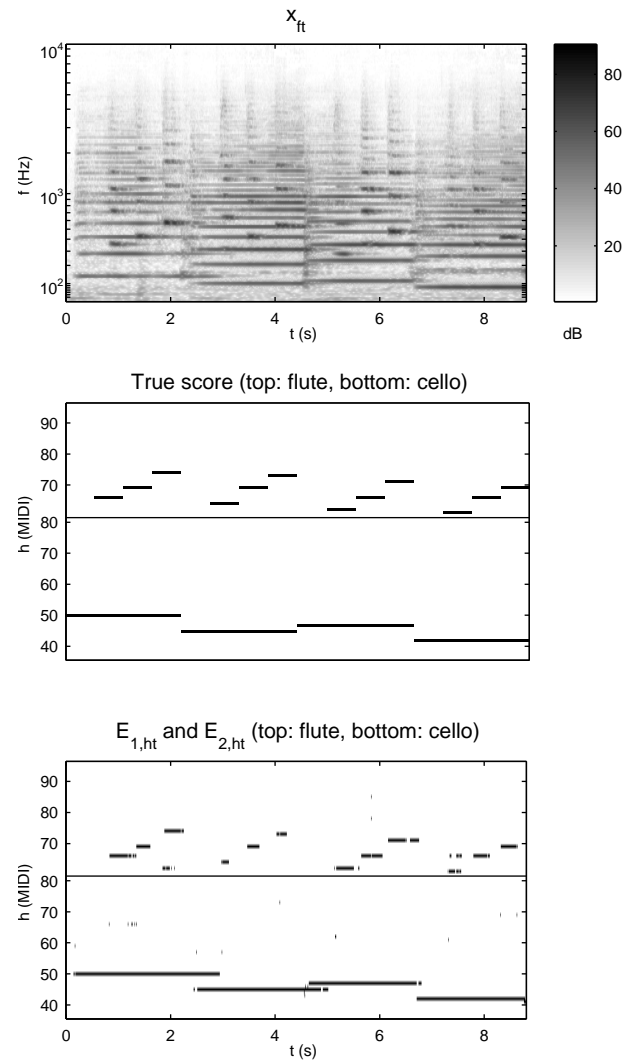 x_ft
10^4
10^3
10^2
f (Hz)
0 2 4 6 8
t (s)
80
60
40
20
dB
True score (top: flute, bottom: cello)
90
80
70
80
70
60
50
40
h (MIDI)
E_1,ht and E_2,ht (top: flute, bottom: cello)
90
80
70
80
70
60
50
40
h (MIDI)
0 2 4 6 8
t (s)